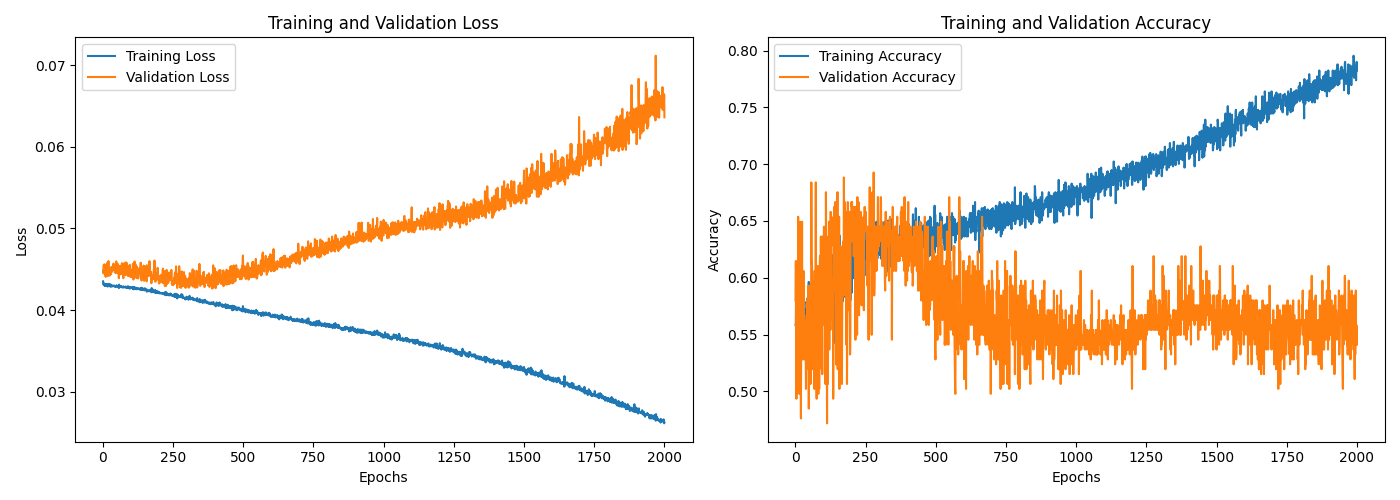 Training and Validation Loss
Training Loss
Validation Loss
0.07
0.06
0.05
0.04
0.03
Loss
0 250 500 750 1000 1250 1500 1750 2000
Epochs
Training and Validation Accuracy
Training Accuracy
Validation Accuracy
0.80
0.75
0.70
0.65
0.60
0.55
0.50
Accuracy
0 250 500 750 1000 1250 1500 1750 2000
Epochs